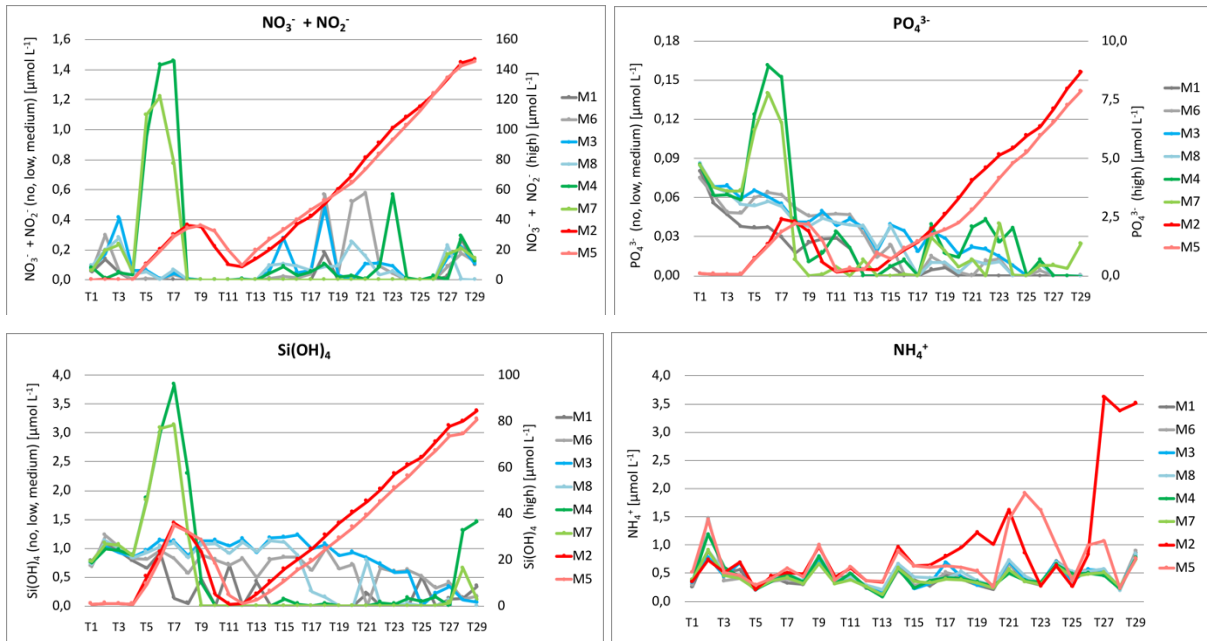 NO₃⁻ + NO₂⁻
NO₃⁻ + NO₂⁻ (no, low, medium) [µmol L⁻¹]
1,6
1,4
1,2
1,0
0,8
0,6
0,4
0,2
0,0
T1 T3 T5 T7 T9 T11 T13 T15 T17 T19 T21 T23 T25 T27 T29
160
140
120
100
80
60
40
20
0
NO₃⁻ + NO₂⁻ (high) [µmol L⁻¹]
M1
M6
M3
M8
M4
M7
M2
M5
PO₄³⁻
PO₄³⁻ (no, low, medium) [µmol L⁻¹]
0,18
0,15
0,12
0,09
0,06
0,03
0,00
T1 T3 T5 T7 T9 T11 T13 T15 T17 T19 T21 T23 T25 T27 T29
10,0
7,5
5,0
2,5
0,0
PO₄³⁻ (high) [µmol L⁻¹]
M1
M6
M3
M8
M4
M7
M2
M5
Si(OH)₄
Si(OH)₄ (no, low, medium) [µmol L⁻¹]
4,0
3,5
3,0
2,5
2,0
1,5
1,0
0,5
0,0
T1 T3 T5 T7 T9 T11 T13 T15 T17 T19 T21 T23 T25 T27 T29
100
80
60
40
20
0
Si(OH)₄ (high) [µmol L⁻¹]
M1
M6
M3
M8
M4
M7
M2
M5
NH₄⁺
NH₄⁺ [µmol L⁻¹]
4,0
3,5
3,0
2,5
2,0
1,5
1,0
0,5
0,0
T1 T3 T5 T7 T9 T11 T13 T15 T17 T19 T21 T23 T25 T27 T29
M1
M6
M3
M8
M4
M7
M2
M5